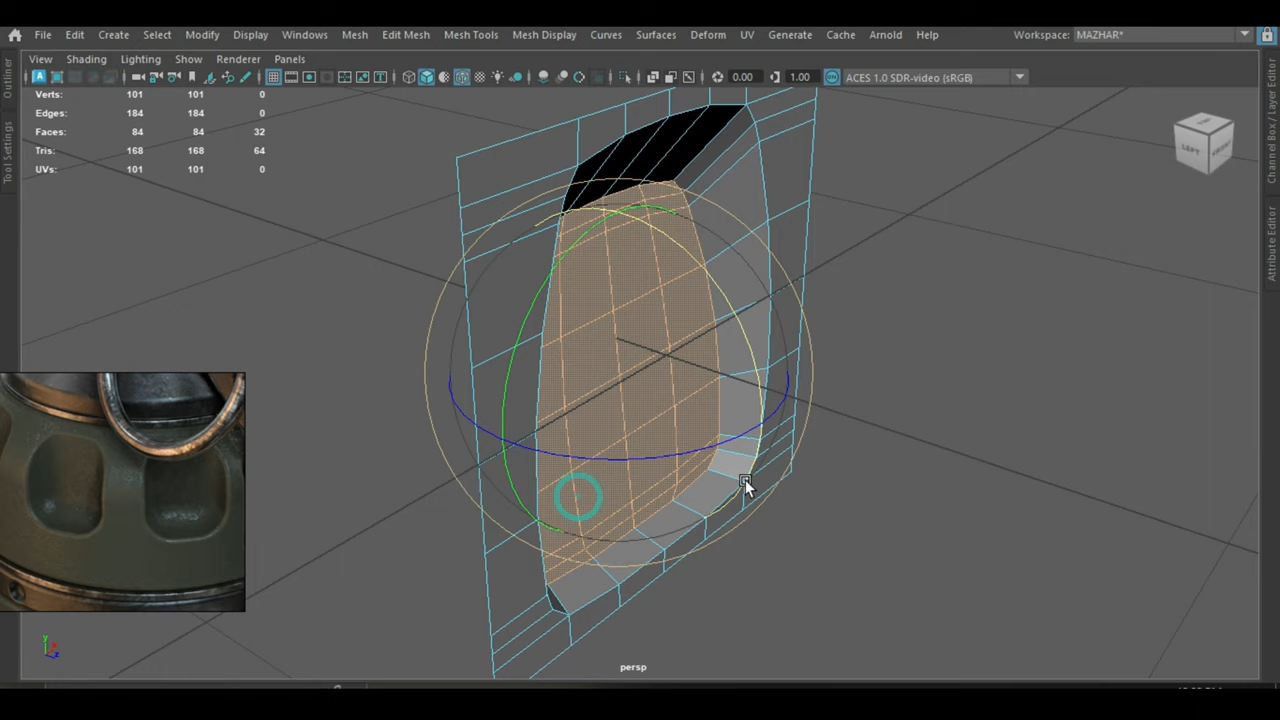 File Edit Create Select Modify Display Windows Mesh Edit Mesh Mesh Tools Mesh Display Curves Surfaces Deform UV Generate Cache Arnold Help Workspace: MAZHAR*
View Shading Lighting Show Renderer Panels
0.00 1.00 ON ACES 1.0 SDR-video (sRGB)
Verts: 101 101 0
Edges: 184 184 0
Faces: 84 84 32
Tris: 168 168 64
UVs: 101 101 0
Outliner
Tool Settings
Channel Box / Layer Editor
Attribute Editor
LEFT FRONT
y
z
persp